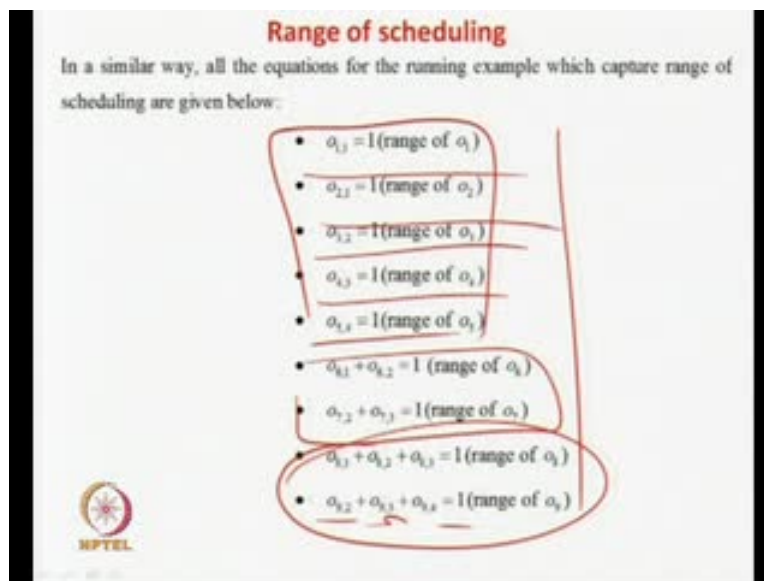 Range of scheduling
In a similar way, all the equations for the running example which capture range of
scheduling are given below:
• o₁,₁ = 1 (range of o₁)
• o₂,₁ = 1 (range of o₂)
• o₃,₂ = 1 (range of o₃)
• o₄,₃ = 1 (range of o₄)
• o₅,₄ = 1 (range of o₅)
• o₆,₁ + o₆,₂ = 1 (range of o₆)
• o₇,₂ + o₇,₃ = 1 (range of o₇)
• o₈,₁ + o₈,₂ + o₈,₃ = 1 (range of o₈)
• o₉,₂ + o₉,₃ + o₉,₄ = 1 (range of o₉)
NPTEL